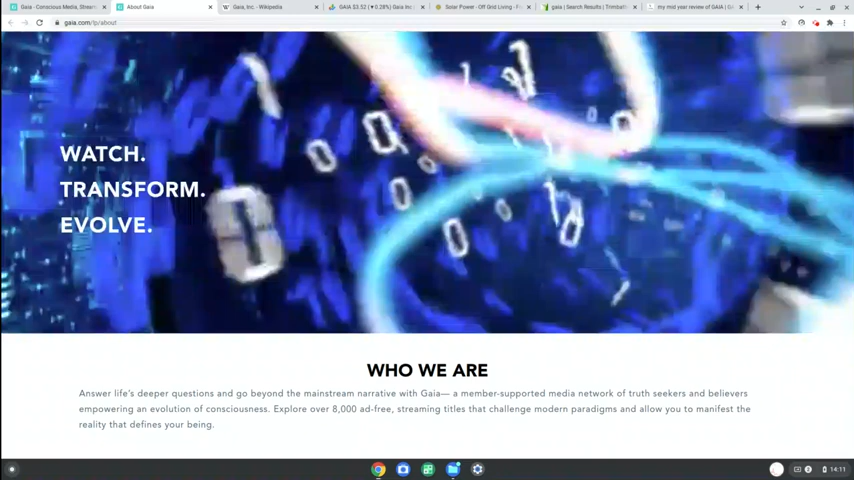 Gaia - Conscious Media, Stream
About Gaia
Gaia, Inc. - Wikipedia
GAIA $3.52 (▼0.28%) Gaia Inc
Solar Power - Off Grid Living - 
gaia | Search Results | Trimbat
my mid year review of GAIA | G
gaia.com/lp/about
WATCH.
TRANSFORM.
EVOLVE.
WHO WE ARE
Answer life's deeper questions and go beyond the mainstream narrative with Gaia— a member-supported media network of truth seekers and believers
empowering an evolution of consciousness. Explore over 8,000 ad-free, streaming titles that challenge modern paradigms and allow you to manifest the
reality that defines your being.
14:11